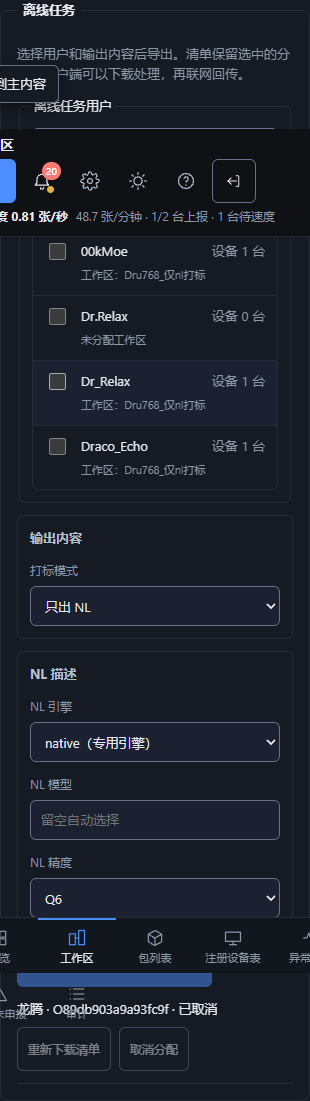 离线任务
选择用户和输出内容后导出。清单保留选中的分
户端可以下载处理，再联网回传。
到主内容
离线任务用户
区
20
度 0.81 张/秒 48.7 张/分钟 · 1/2 台上报 · 1 台待速度
00kMoe 设备 1 台
工作区：Dru768_仅nl打标
Dr.Relax 设备 0 台
未分配工作区
Dr_Relax 设备 1 台
工作区：Dru768_仅nl打标
Draco_Echo 设备 1 台
工作区：Dru768_仅nl打标
输出内容
打标模式
只出 NL
NL 描述
NL 引擎
native（专用引擎）
NL 模型
留空自动选择
NL 精度
Q6
览 工作区 包列表 注册设备表 异常
未申报 审计
龙腾 · O89db903a9a93fc9f · 已取消
重新下载清单 取消分配